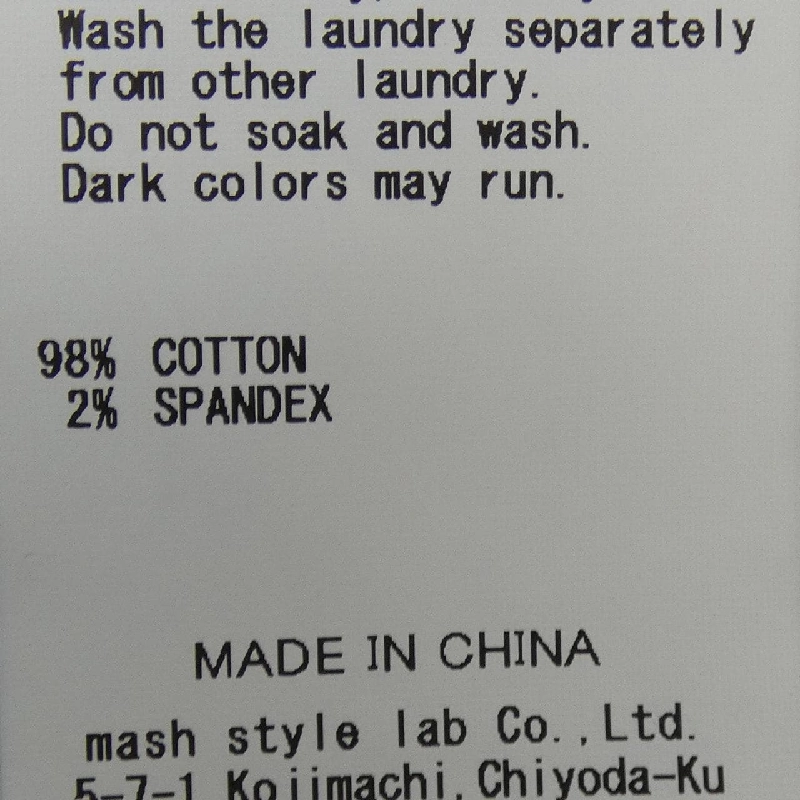 Wash the laundry separately
from other laundry.
Do not soak and wash.
Dark colors may run.
98% COTTON
2% SPANDEX
MADE IN CHINA
mash style lab Co.,Ltd.
5-7-1 Kojimachi,Chiyoda-Ku